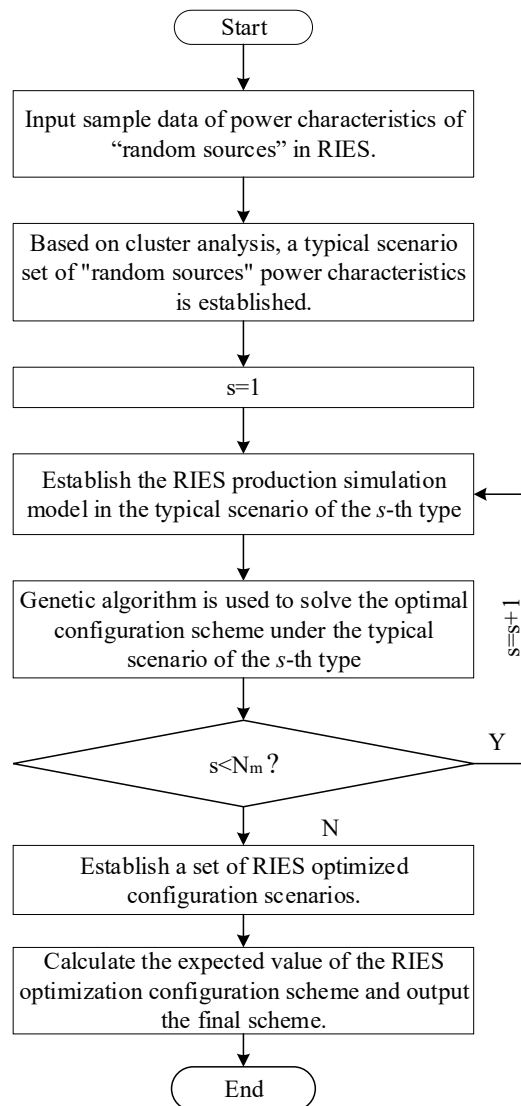 Start
Input sample data of power characteristics of
“random sources” in RIES.
Based on cluster analysis, a typical scenario
set of "random sources" power characteristics
is established.
s=1
Establish the RIES production simulation
model in the typical scenario of the s-th type
Genetic algorithm is used to solve the optimal
configuration scheme under the typical
scenario of the s-th type
s=s+1
s<Nm?
Y
N
Establish a set of RIES optimized
configuration scenarios.
Calculate the expected value of the RIES
optimization configuration scheme and output
the final scheme.
End